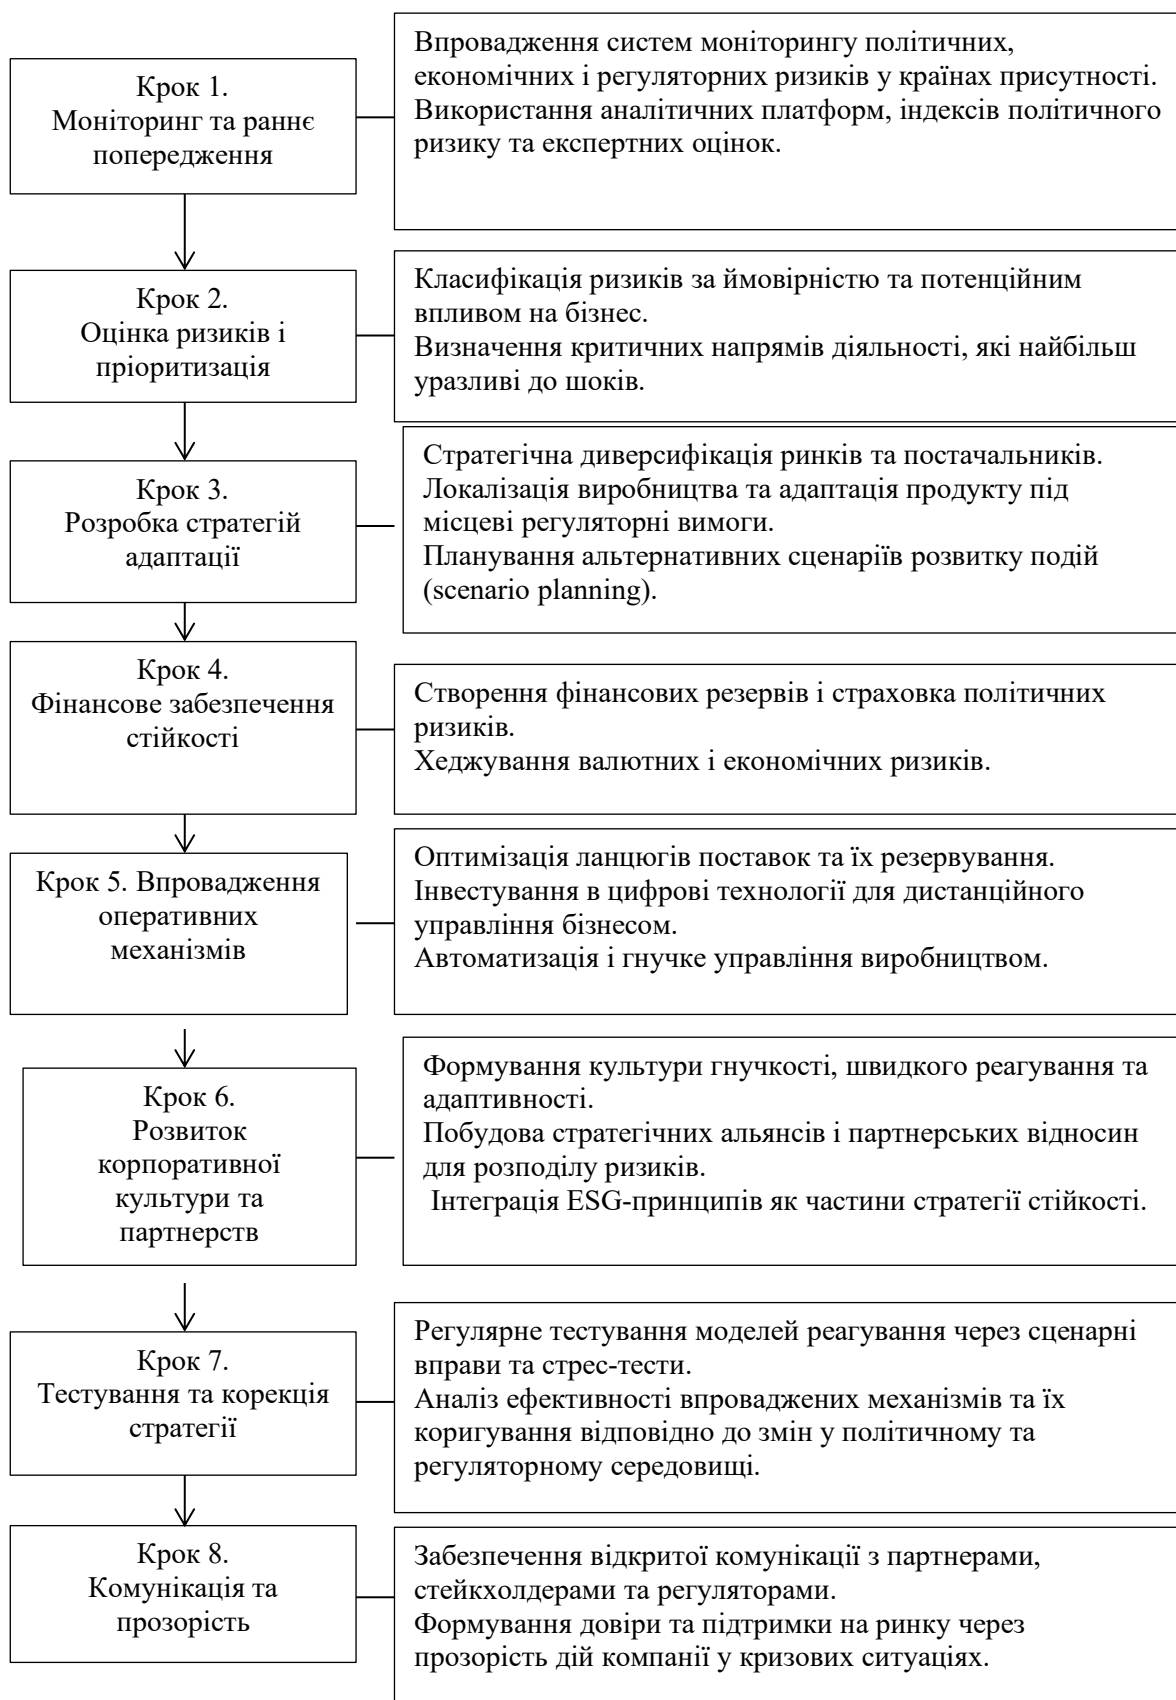 Крок 1.
Моніторинг та раннє
попередження
Впровадження систем моніторингу політичних,
економічних і регуляторних ризиків у країнах присутності.
Використання аналітичних платформ, індексів політичного
ризику та експертних оцінок.
Крок 2.
Оцінка ризиків і
пріоритизація
Класифікація ризиків за ймовірністю та потенційним
впливом на бізнес.
Визначення критичних напрямів діяльності, які найбільш
уразливі до шоків.
Крок 3.
Розробка стратегій
адаптації
Стратегічна диверсифікація ринків та постачальників.
Локалізація виробництва та адаптація продукту під
місцеві регуляторні вимоги.
Планування альтернативних сценаріїв розвитку подій
(scenario planning).
Крок 4.
Фінансове забезпечення
стійкості
Створення фінансових резервів і страховка політичних
ризиків.
Хеджування валютних і економічних ризиків.
Крок 5. Впровадження
оперативних
механізмів
Оптимізація ланцюгів поставок та їх резервування.
Інвестування в цифрові технології для дистанційного
управління бізнесом.
Автоматизація і гнучке управління виробництвом.
Крок 6.
Розвиток
корпоративної
культури та
партнерств
Формування культури гнучкості, швидкого реагування та
адаптивності.
Побудова стратегічних альянсів і партнерських відносин
для розподілу ризиків.
Інтеграція ESG-принципів як частини стратегії стійкості.
Крок 7.
Тестування та корекція
стратегії
Регулярне тестування моделей реагування через сценарні
вправи та стрес-тести.
Аналіз ефективності впроваджених механізмів та їх
коригування відповідно до змін у політичному та
регуляторному середовищі.
Крок 8.
Комунікація та
прозорість
Забезпечення відкритої комунікації з партнерами,
стейкхолдерами та регуляторами.
Формування довіри та підтримки на ринку через
прозорість дій компанії у кризових ситуаціях.